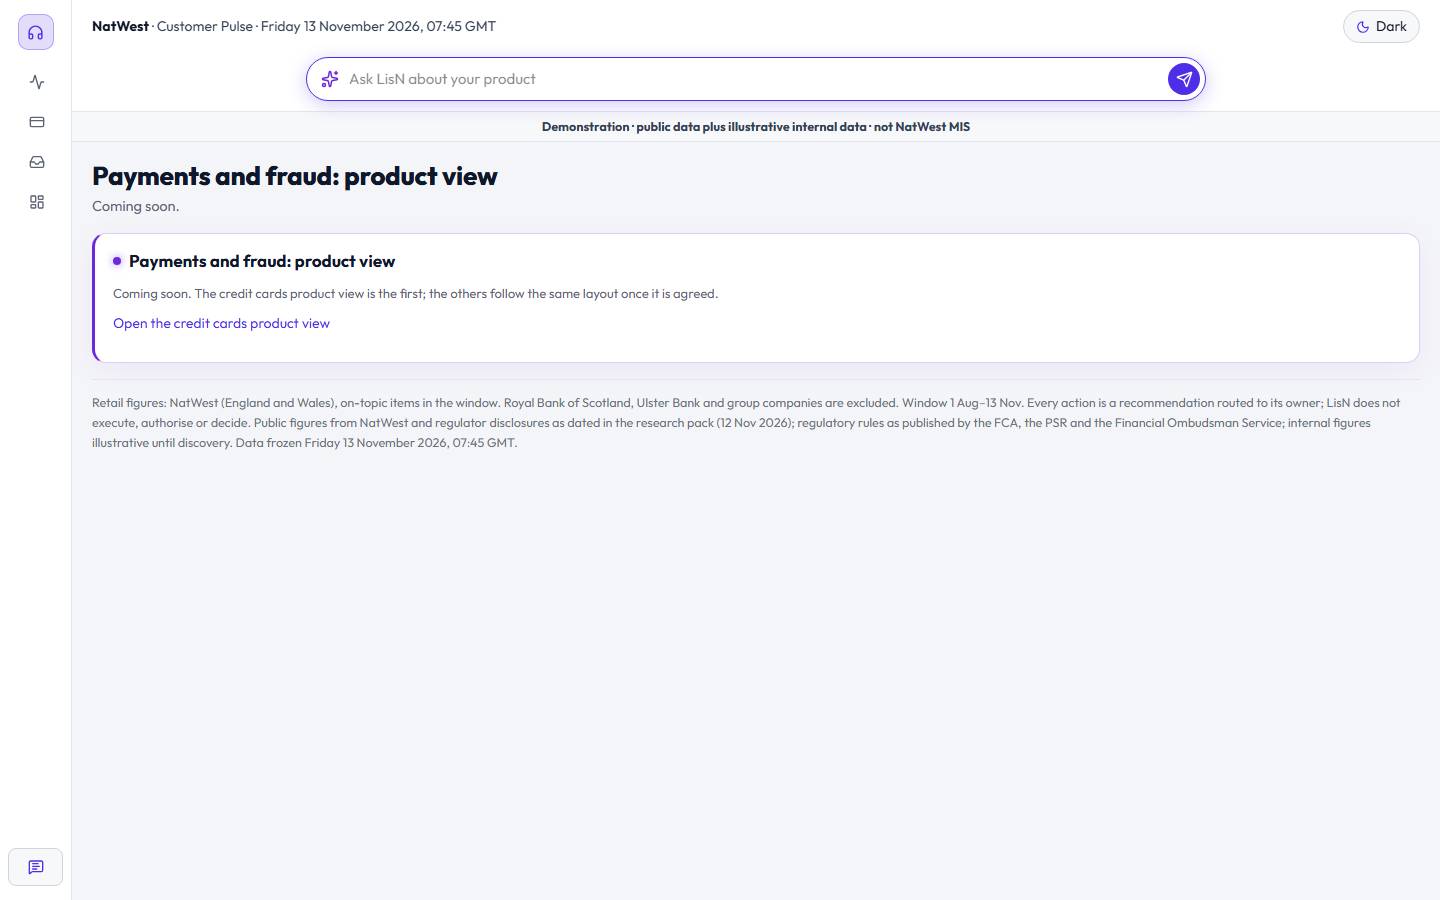 NatWest · Customer Pulse · Friday 13 November 2026, 07:45 GMT
Dark
Ask LisN about your product
Demonstration · public data plus illustrative internal data · not NatWest MIS
Payments and fraud: product view
Coming soon.
Payments and fraud: product view
Coming soon. The credit cards product view is the first; the others follow the same layout once it is agreed.
Open the credit cards product view
Retail figures: NatWest (England and Wales), on-topic items in the window. Royal Bank of Scotland, Ulster Bank and group companies are excluded. Window 1 Aug–13 Nov. Every action is a recommendation routed to its owner; LisN does not
execute, authorise or decide. Public figures from NatWest and regulator disclosures as dated in the research pack (12 Nov 2026); regulatory rules as published by the FCA, the PSR and the Financial Ombudsman Service; internal figures
illustrative until discovery. Data frozen Friday 13 November 2026, 07:45 GMT.